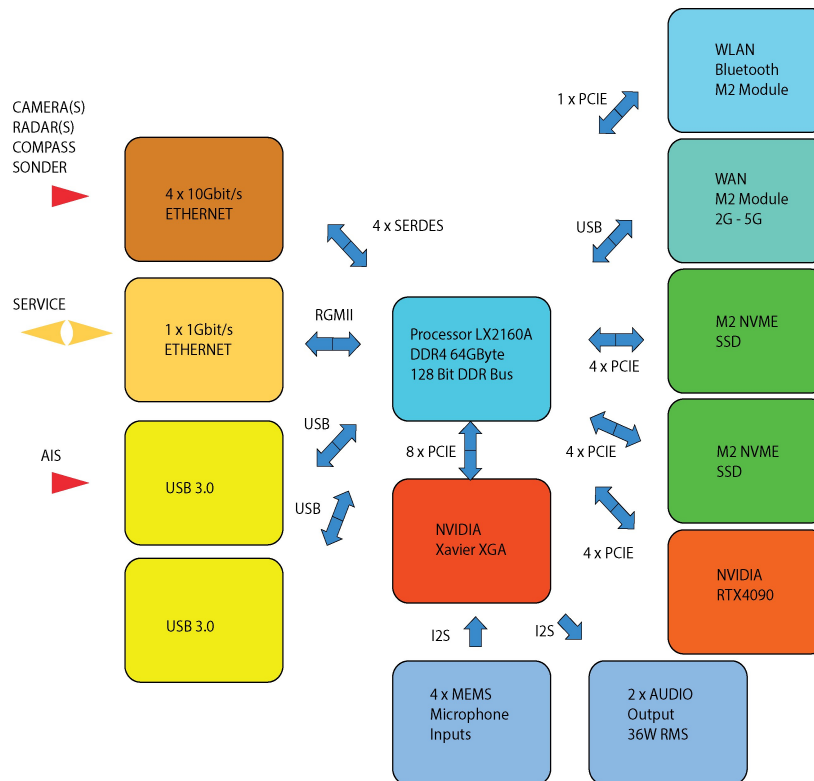 CAMERA(S)
RADAR(S)
COMPASS
SONDER
4 x 10Gbit/s
ETHERNET
4 x SERDES
SERVICE
1 x 1Gbit/s
ETHERNET
RGMII
AIS
USB 3.0
USB
USB
USB 3.0
Processor LX2160A
DDR4 64GByte
128 Bit DDR Bus
8 x PCIE
NVIDIA
Xavier XGA
I2S
I2S
4 x MEMS
Microphone
Inputs
2 x AUDIO
Output
36W RMS
1 x PCIE
WLAN
Bluetooth
M2 Module
USB
WAN
M2 Module
2G - 5G
4 x PCIE
M2 NVME
SSD
4 x PCIE
M2 NVME
SSD
4 x PCIE
NVIDIA
RTX4090